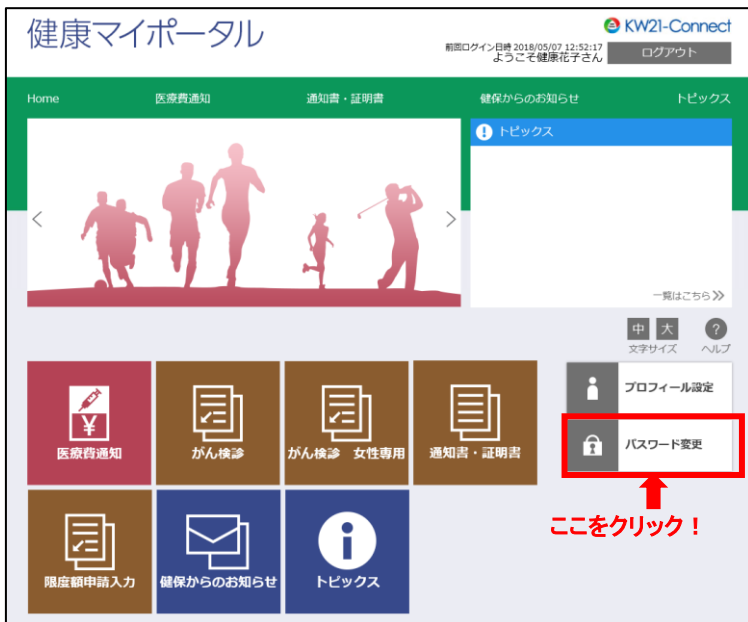 健康マイポータル
KW21-Connect
前回ログイン日時 2018/05/07 12:52:17
ようこそ健康花子さん
ログアウト
Home 医療費通知 通知書・証明書 健保からのお知らせ トピックス
トピックス
一覧はこちら
中 大 ?
文字サイズ ヘルプ
プロフィール設定
パスワード変更
ここをクリック！
¥
医療費通知
がん検診
がん検診 女性専用
通知書・証明書
限度額申請入力
健保からのお知らせ
トピックス